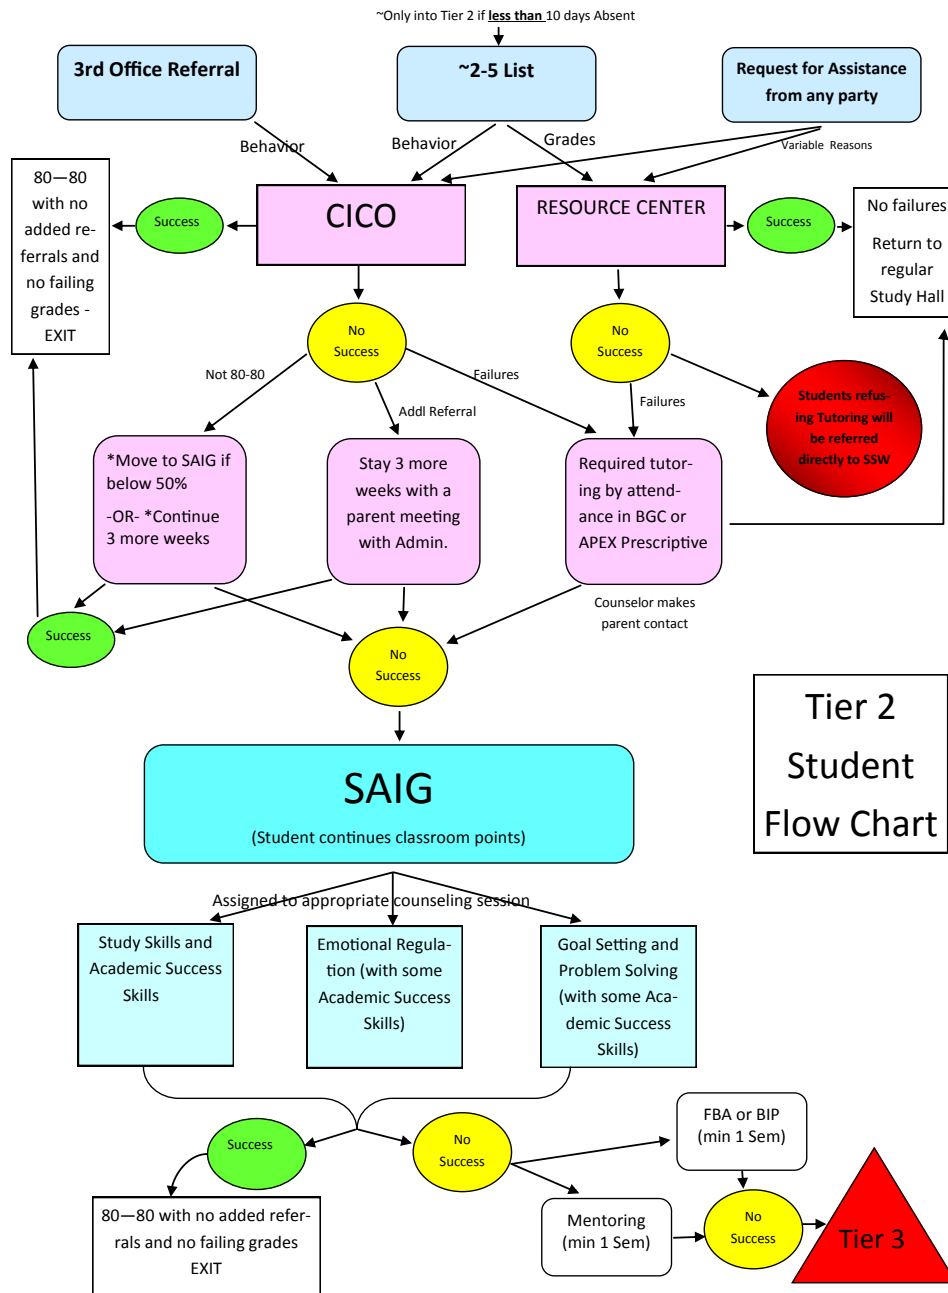 ~Only into Tier 2 if less than 10 days Absent
3rd Office Referral
~2-5 List
Request for Assistance
from any party
Behavior
Behavior
Grades
Variable Reasons
80—80
with no
added re-
ferrals and
no failing
grades -
EXIT
Success
CICO
RESOURCE CENTER
Success
No failures
Return to
regular
Study Hall
No
Success
No
Success
Not 80-80
Addl Referral
Failures
Failures
Students refus-
ing Tutoring will
be referred
directly to SSW
*Move to SAIG if
below 50%
-OR- *Continue
3 more weeks
Stay 3 more
weeks with a
parent meeting
with Admin.
Required tutor-
ing by attend-
ance in BGC or
APEX Prescriptive
Counselor makes
parent contact
Success
No
Success
Tier 2
Student
Flow Chart
SAIG
(Student continues classroom points)
Assigned to appropriate counseling session
Study Skills and
Academic Success
Skills
Emotional Regula-
tion (with some
Academic Success
Skills)
Goal Setting and
Problem Solving
(with some Aca-
demic Success
Skills)
Success
No
Success
FBA or BIP
(min 1 Sem)
Mentoring
(min 1 Sem)
No
Success
Tier 3
80—80 with no added refer-
rals and no failing grades
EXIT